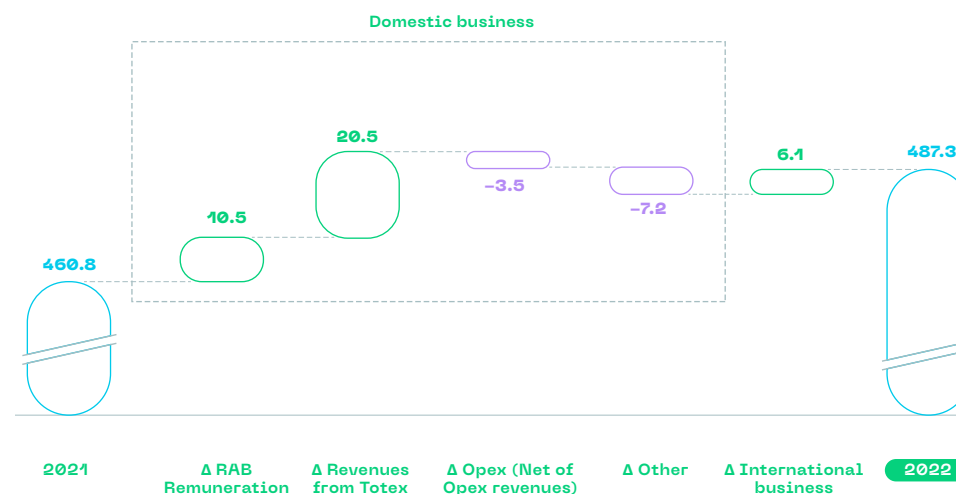 Domestic business
20.5
6.1
487.3
-3.5
-7.2
10.5
460.8
2021
Δ RAB
Remuneration
Δ Revenues
from Totex
Δ Opex (Net of
Opex revenues)
Δ Other
Δ International
business
2022